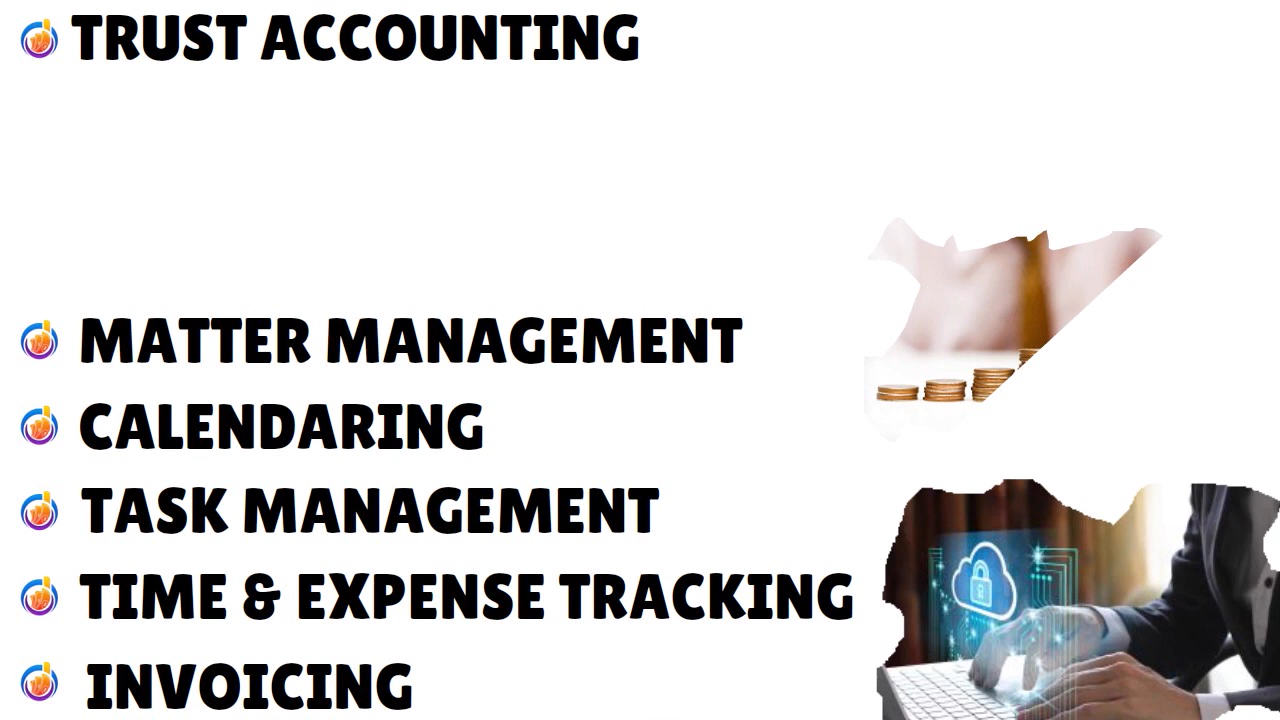 TRUST ACCOUNTING
MATTER MANAGEMENT
CALENDARING
TASK MANAGEMENT
TIME & EXPENSE TRACKING
INVOICING